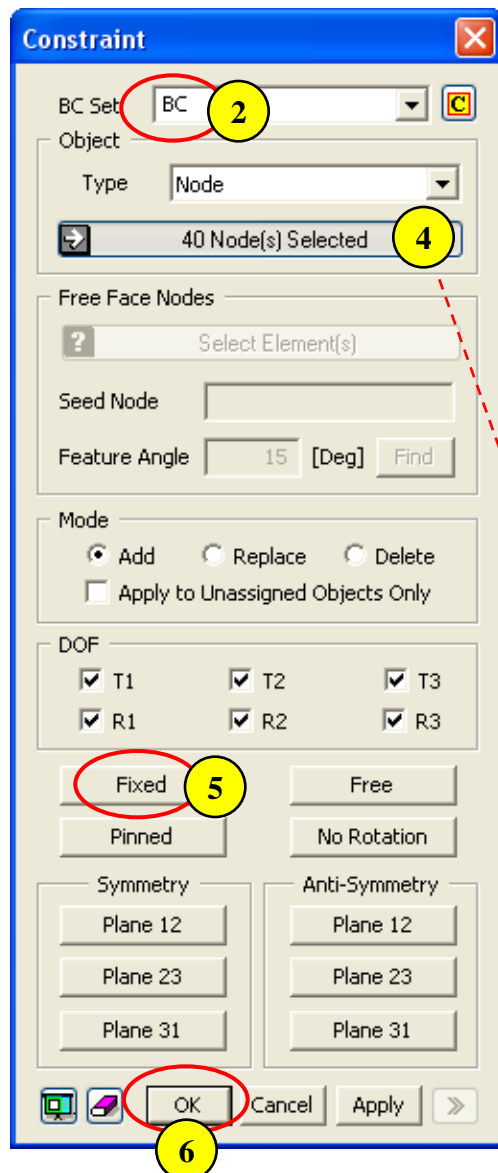 Constraint
BC Set BC 2 C
Object
Type Node
40 Node(s) Selected 4
Free Face Nodes
? Select Element(s)
Seed Node
Feature Angle 15 [Deg] Find
Mode
Add Replace Delete
Apply to Unassigned Objects Only
DOF
T1 T2 T3
R1 R2 R3
Fixed 5 Free
Pinned No Rotation
Symmetry Anti-Symmetry
Plane 12 Plane 12
Plane 23 Plane 23
Plane 31 Plane 31
OK Cancel Apply >>
6